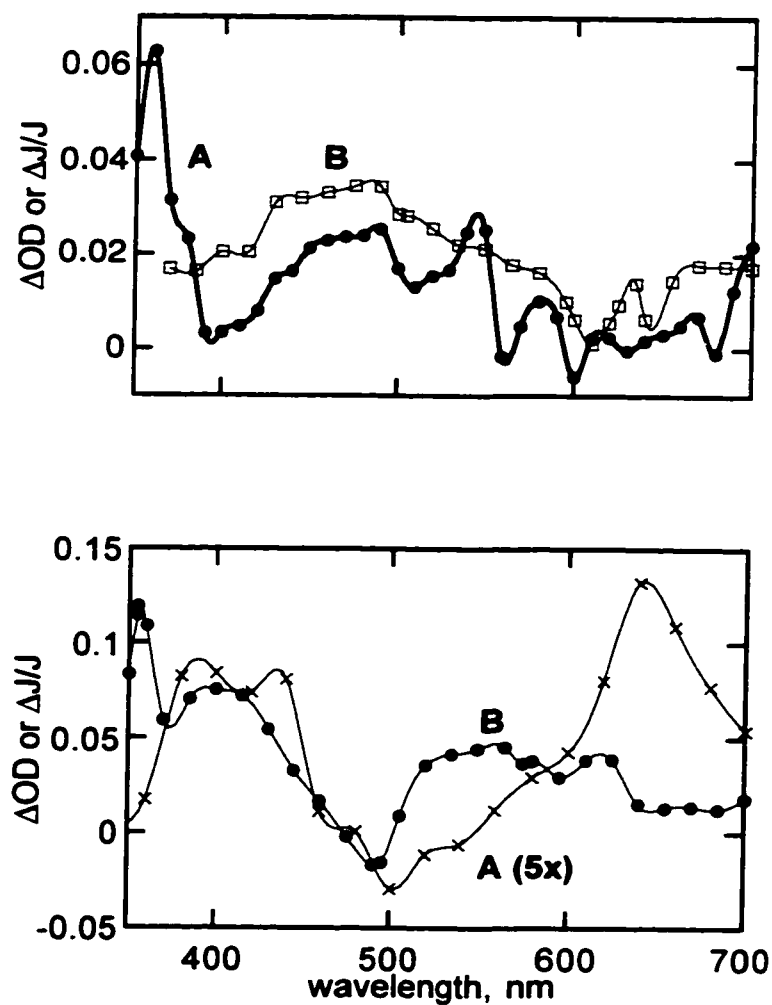 0.06
0.04
0.02
0
ΔOD or ΔJ/J
A
B
0.15
0.1
0.05
0
-0.05
ΔOD or ΔJ/J
B
A (5x)
400
500
600
700
wavelength, nm